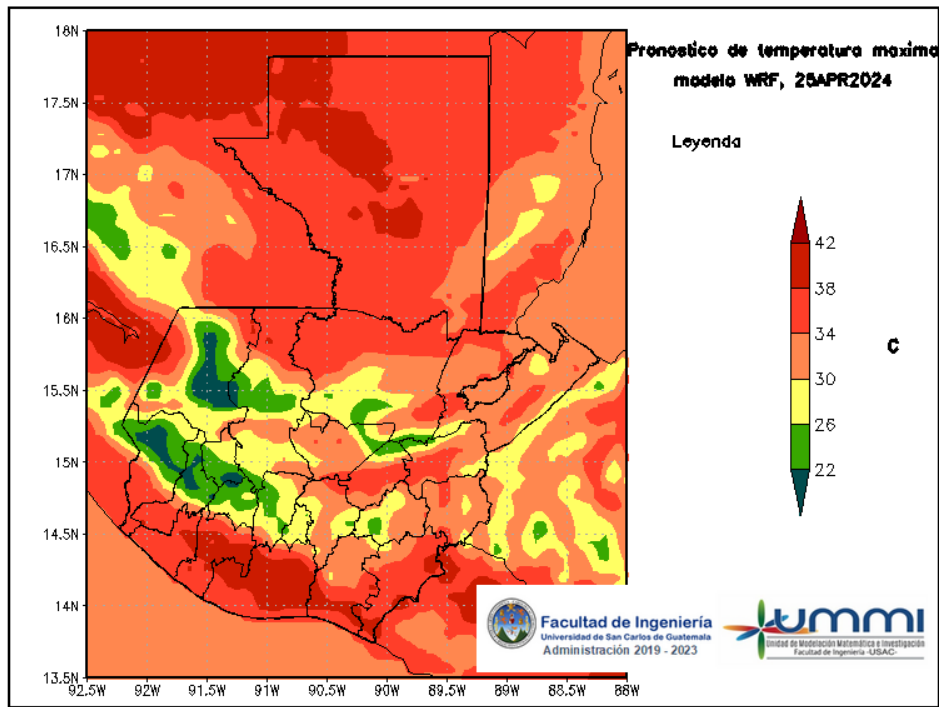 Pronostico de temperatura maxima
modelo WRF, 25APR2024
Leyenda
42
38
34
30
26
22
C
18N
17.5N
17N
16.5N
16N
15.5N
15N
14.5N
14N
13.5N
92.5W 92W 91.5W 91W 90.5W 90W 89.5W 89W 88.5W 88W
Facultad de Ingeniería
Universidad de San Carlos de Guatemala
Administración 2019 - 2023
ummi
Unidad de Modelación Matemática e Investigación
Facultad de Ingeniería -USAC-